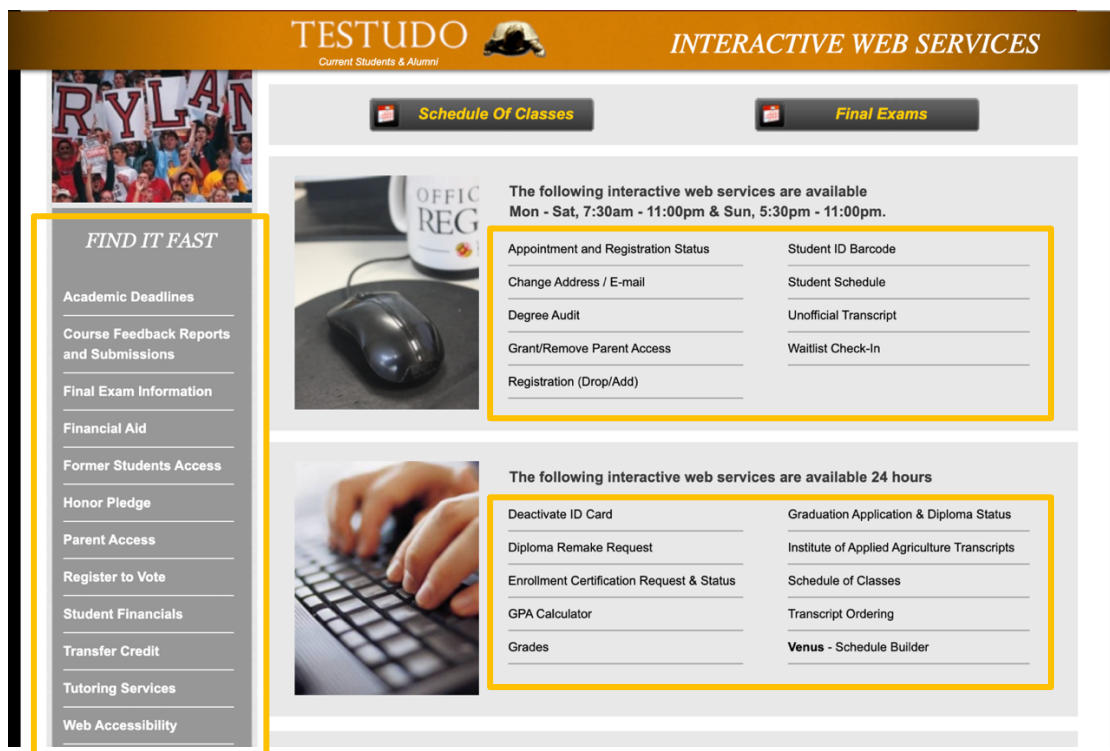 TESTUDO
Current Students & Alumni
INTERACTIVE WEB SERVICES
RYLAN
Schedule Of Classes
Final Exams
FIND IT FAST
Academic Deadlines
Course Feedback Reports
and Submissions
Final Exam Information
Financial Aid
Former Students Access
Honor Pledge
Parent Access
Register to Vote
Student Financials
Transfer Credit
Tutoring Services
Web Accessibility
OFFIC
REG
The following interactive web services are available
Mon - Sat, 7:30am - 11:00pm & Sun, 5:30pm - 11:00pm.
Appointment and Registration Status
Change Address / E-mail
Degree Audit
Grant/Remove Parent Access
Registration (Drop/Add)
Student ID Barcode
Student Schedule
Unofficial Transcript
Waitlist Check-In
The following interactive web services are available 24 hours
Deactivate ID Card
Diploma Remake Request
Enrollment Certification Request & Status
GPA Calculator
Grades
Graduation Application & Diploma Status
Institute of Applied Agriculture Transcripts
Schedule of Classes
Transcript Ordering
Venus - Schedule Builder